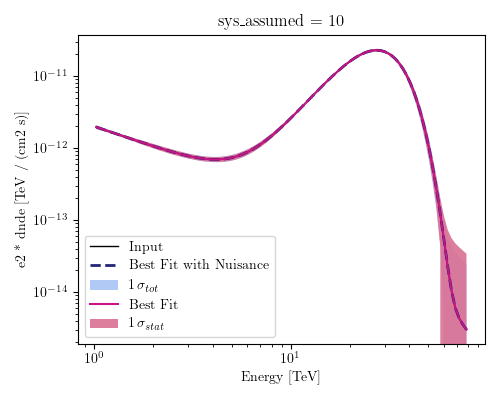 sys_assumed = 10
e2 * dnde [TeV / (cm2 s)]
10⁻¹¹
10⁻¹²
10⁻¹³
10⁻¹⁴
Input
Best Fit with Nuisance
1 σ_tot
Best Fit
1 σ_stat
10⁰
10¹
Energy [TeV]